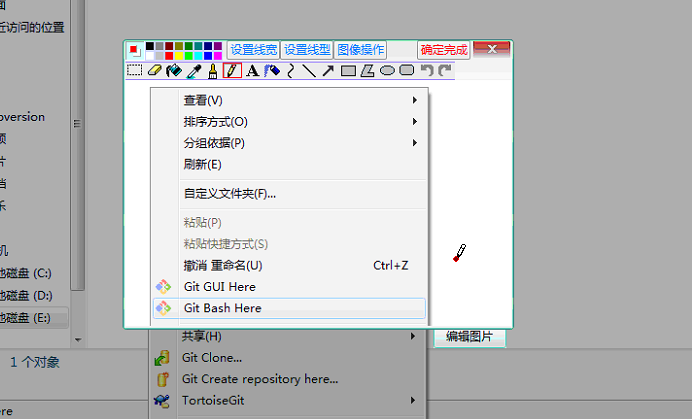 面
近访问的位置
设置线宽 设置线型 图像操作 确定完成
A
查看(V)
排序方式(O)
分组依据(P)
刷新(E)
oversion
自定义文件夹(F)...
粘贴(P)
粘贴快捷方式(S)
撤消 重命名(U) Ctrl+Z
Git GUI Here
Git Bash Here
共享(H)
Git Clone...
Git Create repository here...
TortoiseGit
编辑图片
机
磁盘 (C:)
磁盘 (D:)
磁盘 (E:)
1 个对象
ere